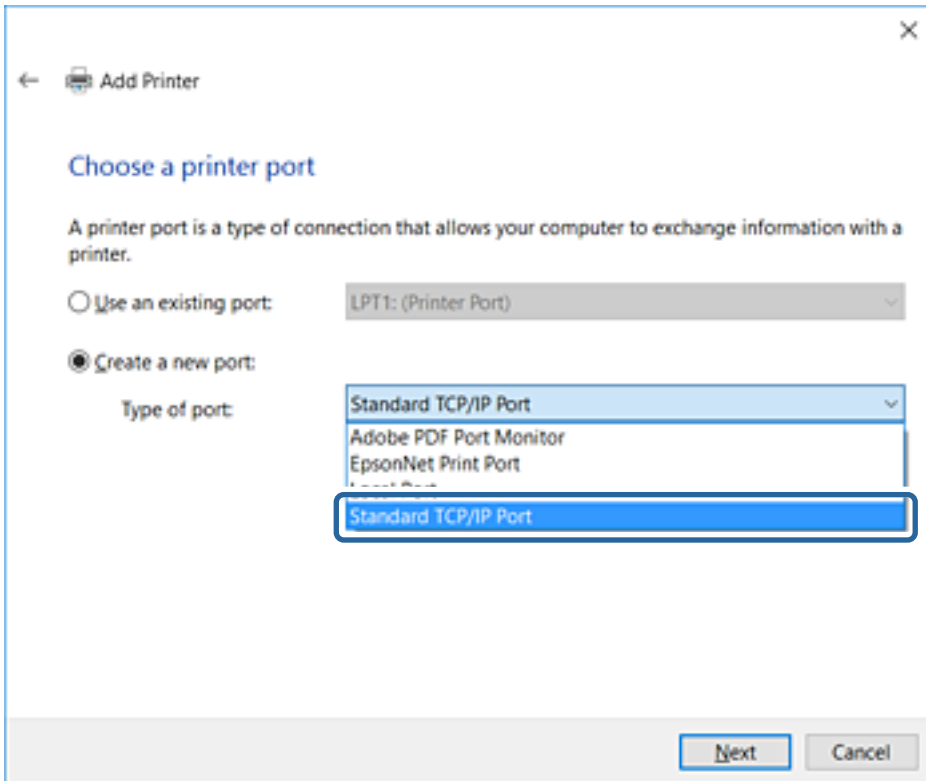 Add Printer
Choose a printer port
A printer port is a type of connection that allows your computer to exchange information with a
printer.
Use an existing port:
LPT1: (Printer Port)
Create a new port:
Type of port:
Standard TCP/IP Port
Adobe PDF Port Monitor
EpsonNet Print Port
Local Port
Standard TCP/IP Port
Next
Cancel